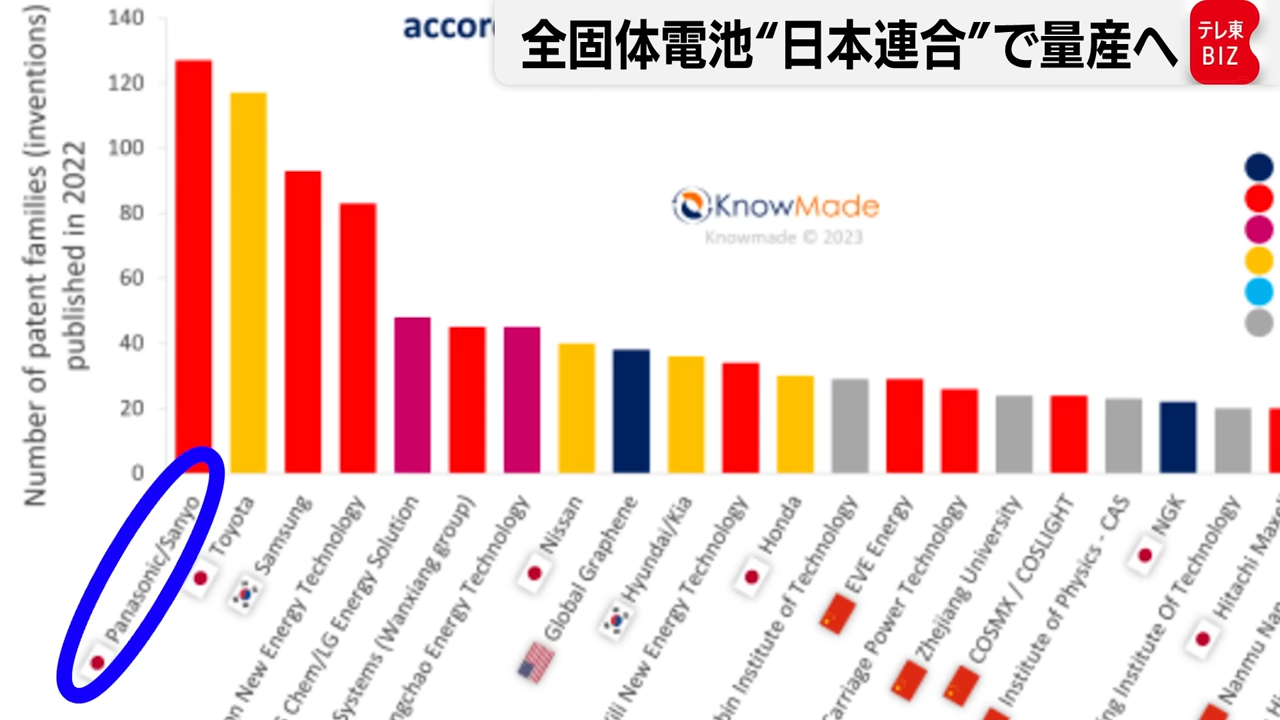 全固体電池“日本連合”で量産へ
テレ東
BIZ
Number of patent families (inventions)
published in 2022
140
120
100
80
60
40
20
0
KnowMade
Knowmade © 2023
Panasonic/Sanyo
Toyota
Samsung
New Energy Technology
Chem/LG Energy Solution
Systems (Wanxiang group)
Energy Technology
Nissan
Global Graphene
Hyundai/Kia
New Energy Technology
Honda
Institute of Technology
EVE Energy
Power Technology
Zhejiang University
COSMX / COSLIGHT
Institute of Physics - CAS
NGK
Institute Of Technology
Hitachi
Nanmu